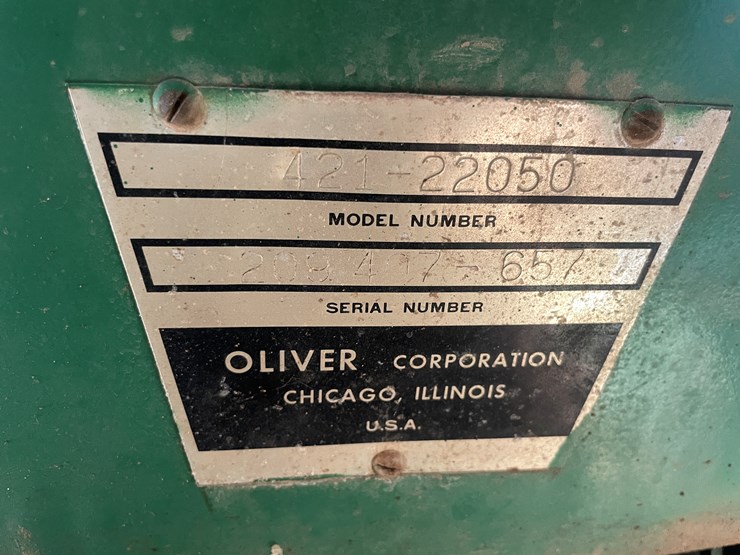 421-22050
MODEL NUMBER
SERIAL NUMBER
OLIVER CORPORATION
CHICAGO, ILLINOIS
U.S.A.